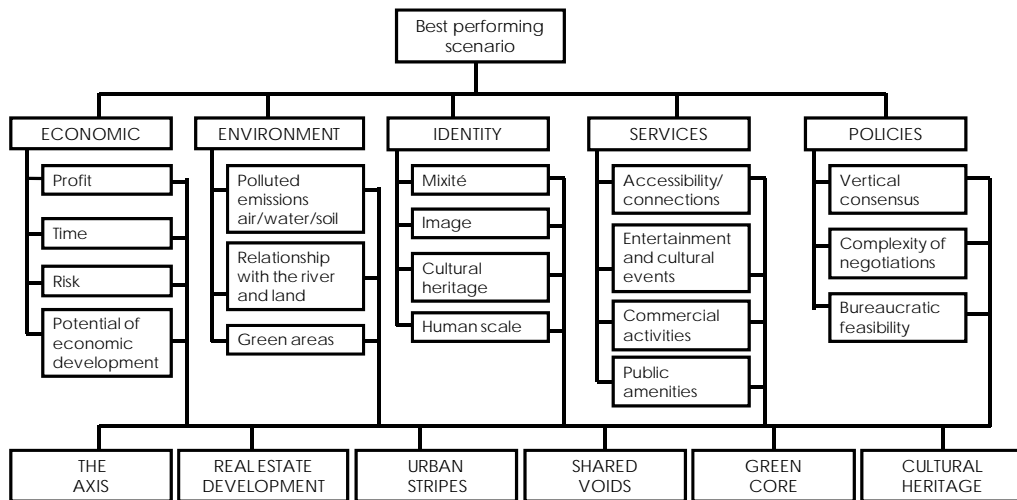 Best performing
scenario
ECONOMIC
Profit
Time
Risk
Potential of
economic
development
ENVIRONMENT
Polluted
emissions
air/water/soil
Relationship
with the river
and land
Green areas
IDENTITY
Mixité
Image
Cultural
heritage
Human scale
SERVICES
Accessibility/
connections
Entertainment
and cultural
events
Commercial
activities
Public
amenities
POLICIES
Vertical
consensus
Complexity of
negotiations
Bureaucratic
feasibility
THE
AXIS
REAL ESTATE
DEVELOPMENT
URBAN
STRIPES
SHARED
VOIDS
GREEN
CORE
CULTURAL
HERITAGE